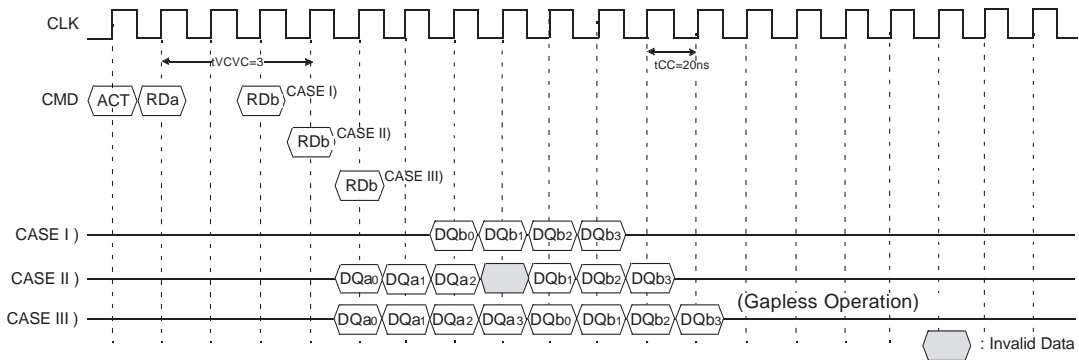 CLK
tVCVC=3
tCC=20ns
CMD ACT RDa RDb CASE I)
RDb CASE II)
RDb CASE III)
CASE I ) DQb0 DQb1 DQb2 DQb3
CASE II ) DQa0 DQa1 DQa2 DQb1 DQb2 DQb3
(Gapless Operation)
CASE III ) DQa0 DQa1 DQa2 DQa3 DQb0 DQb1 DQb2 DQb3
: Invalid Data